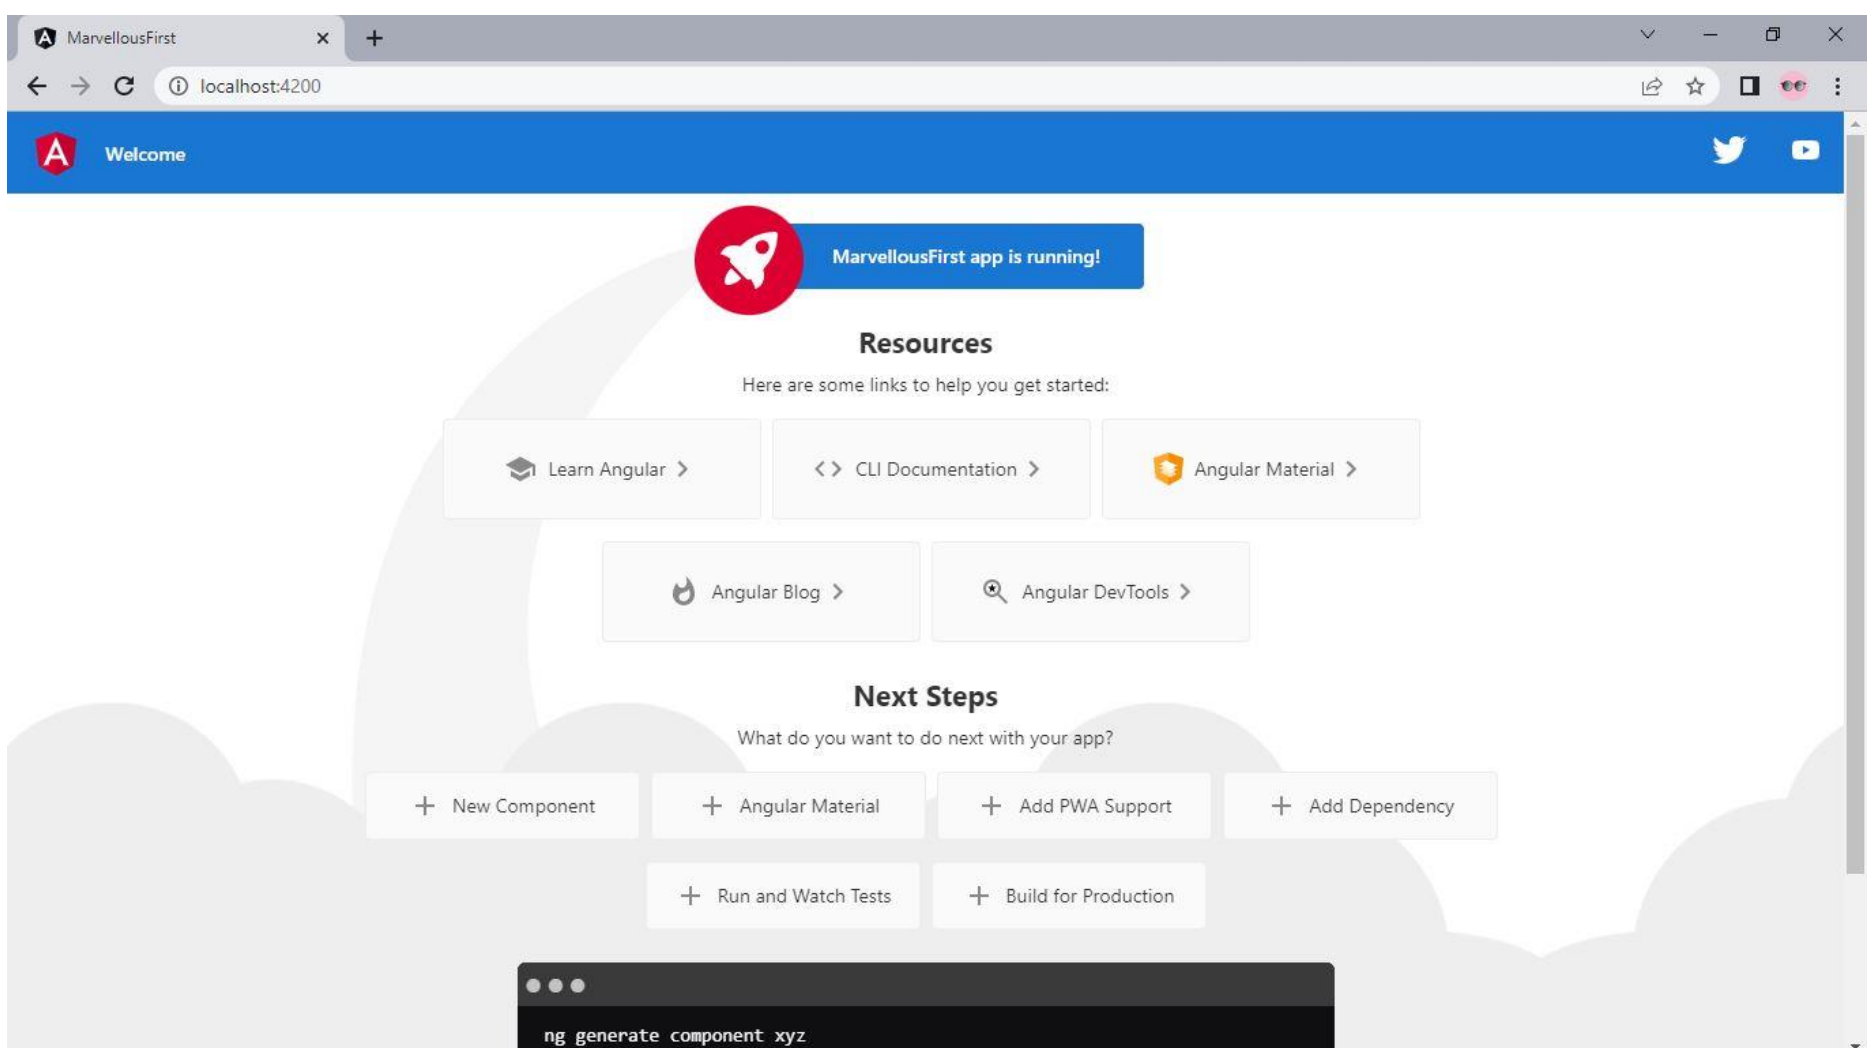 MarvellousFirst
localhost:4200
Welcome
MarvellousFirst app is running!
Resources
Here are some links to help you get started:
Learn Angular
CLI Documentation
Angular Material
Angular Blog
Angular DevTools
Next Steps
What do you want to do next with your app?
New Component
Angular Material
Add PWA Support
Add Dependency
Run and Watch Tests
Build for Production
ng generate component xyz